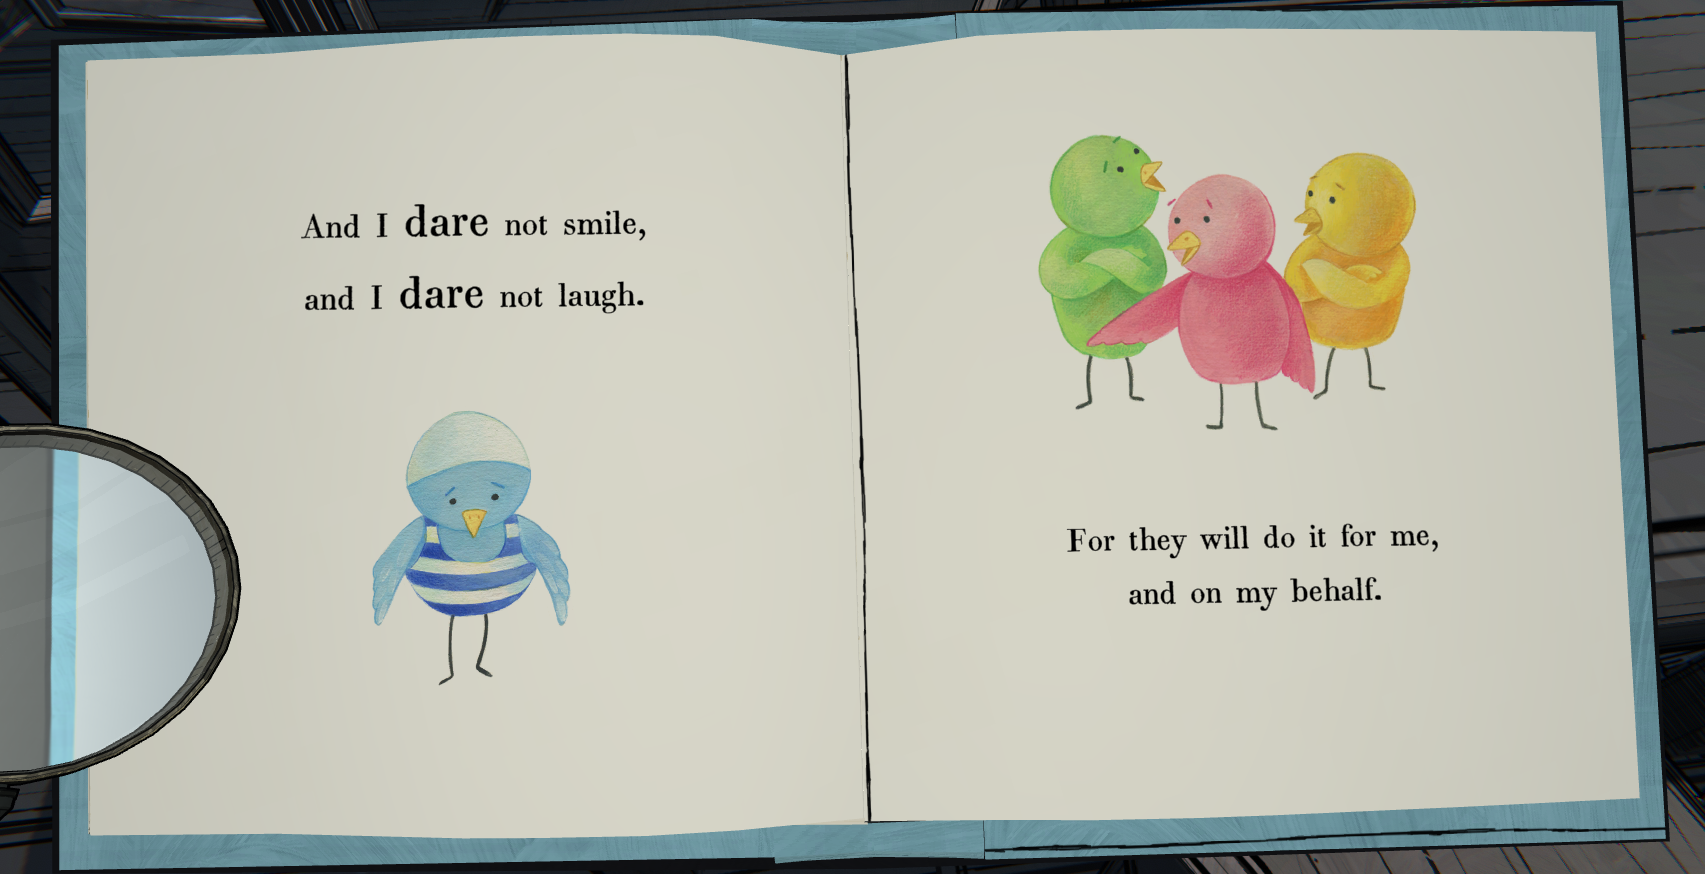 And I dare not smile,
and I dare not laugh.
For they will do it for me,
and on my behalf.